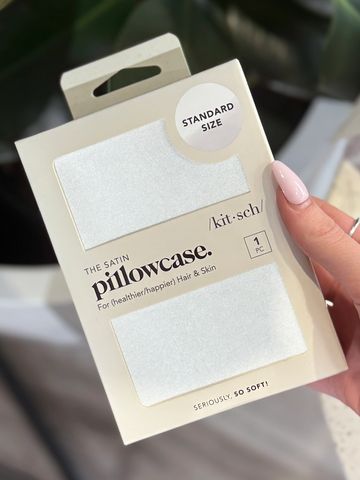 STANDARD
SIZE
/kit·sch/
THE SATIN
pillowcase.
1
PC
For (healthier/happier) Hair & Skin
SERIOUSLY, SO SOFT!